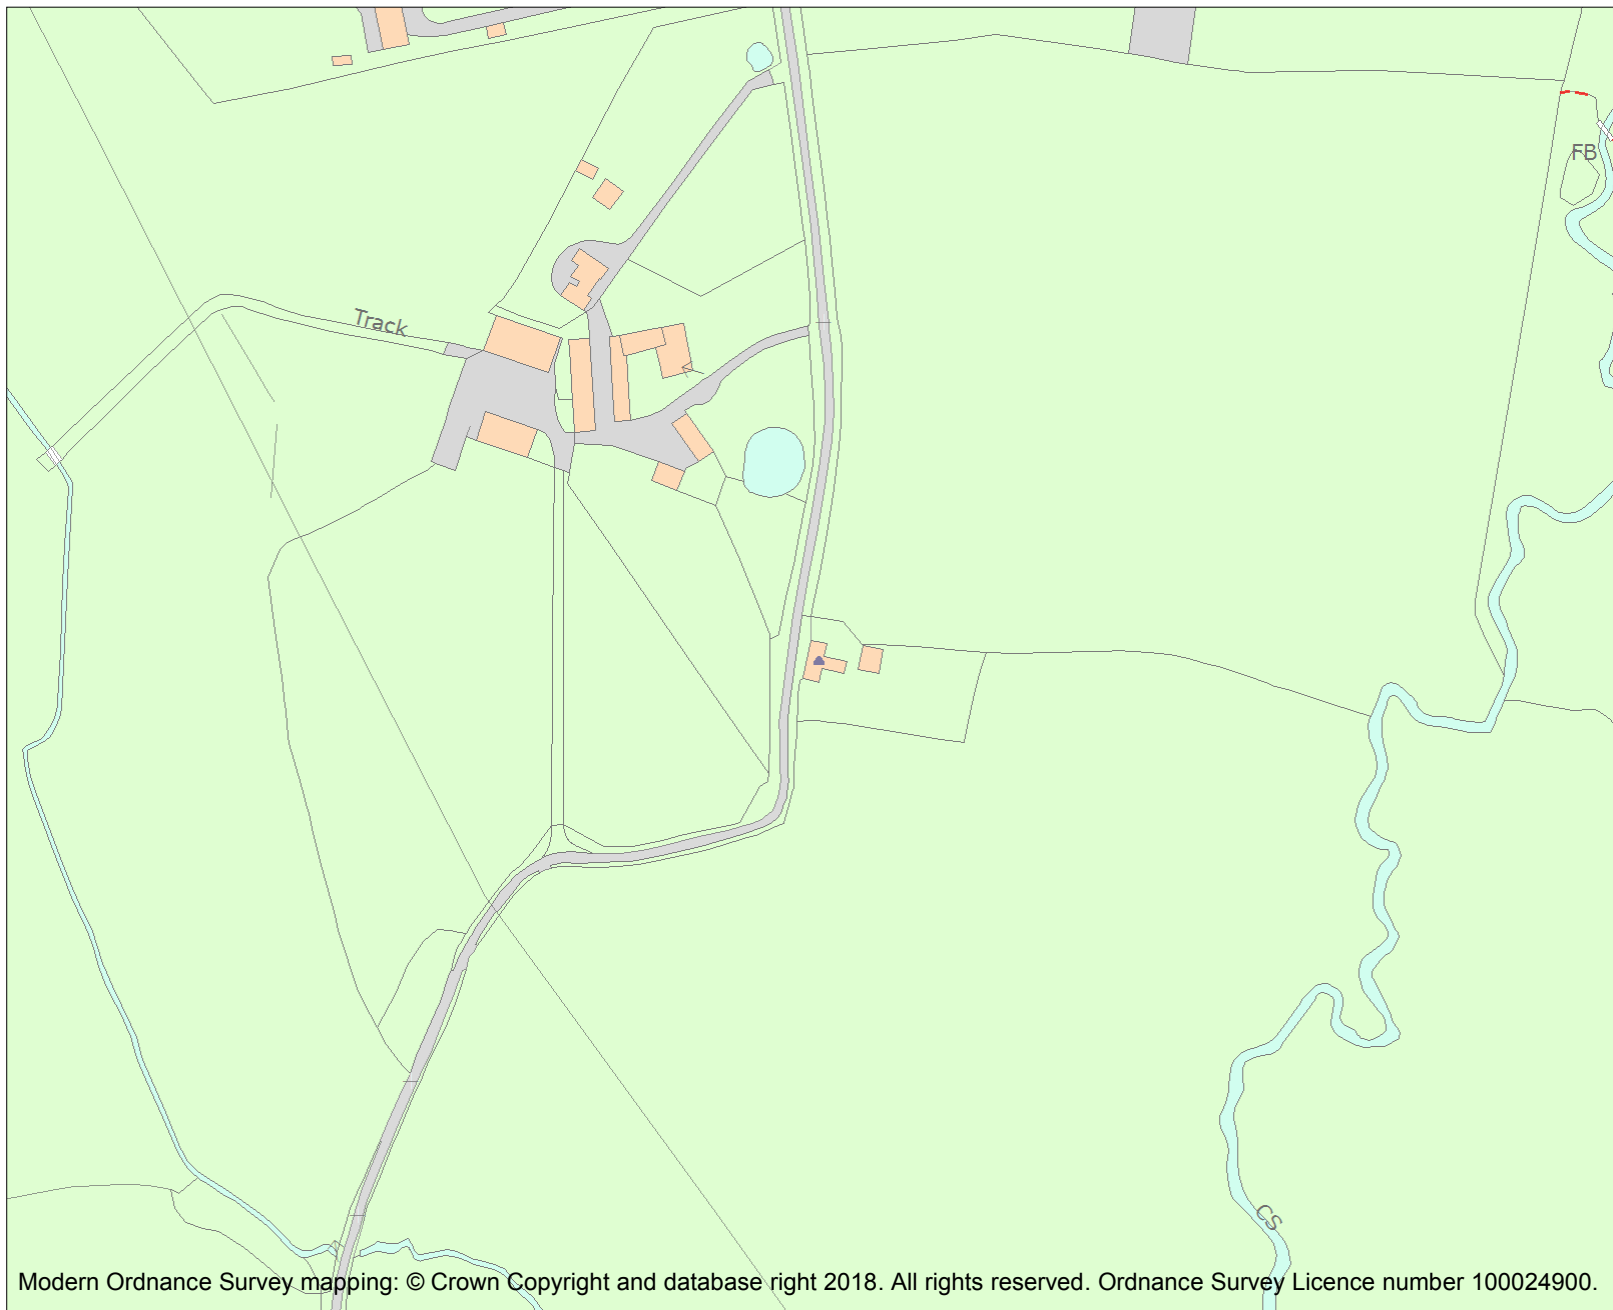 FB
Track
CS
Modern Ordnance Survey mapping: © Crown Copyright and database right 2018. All rights reserved. Ordnance Survey Licence number 100024900.